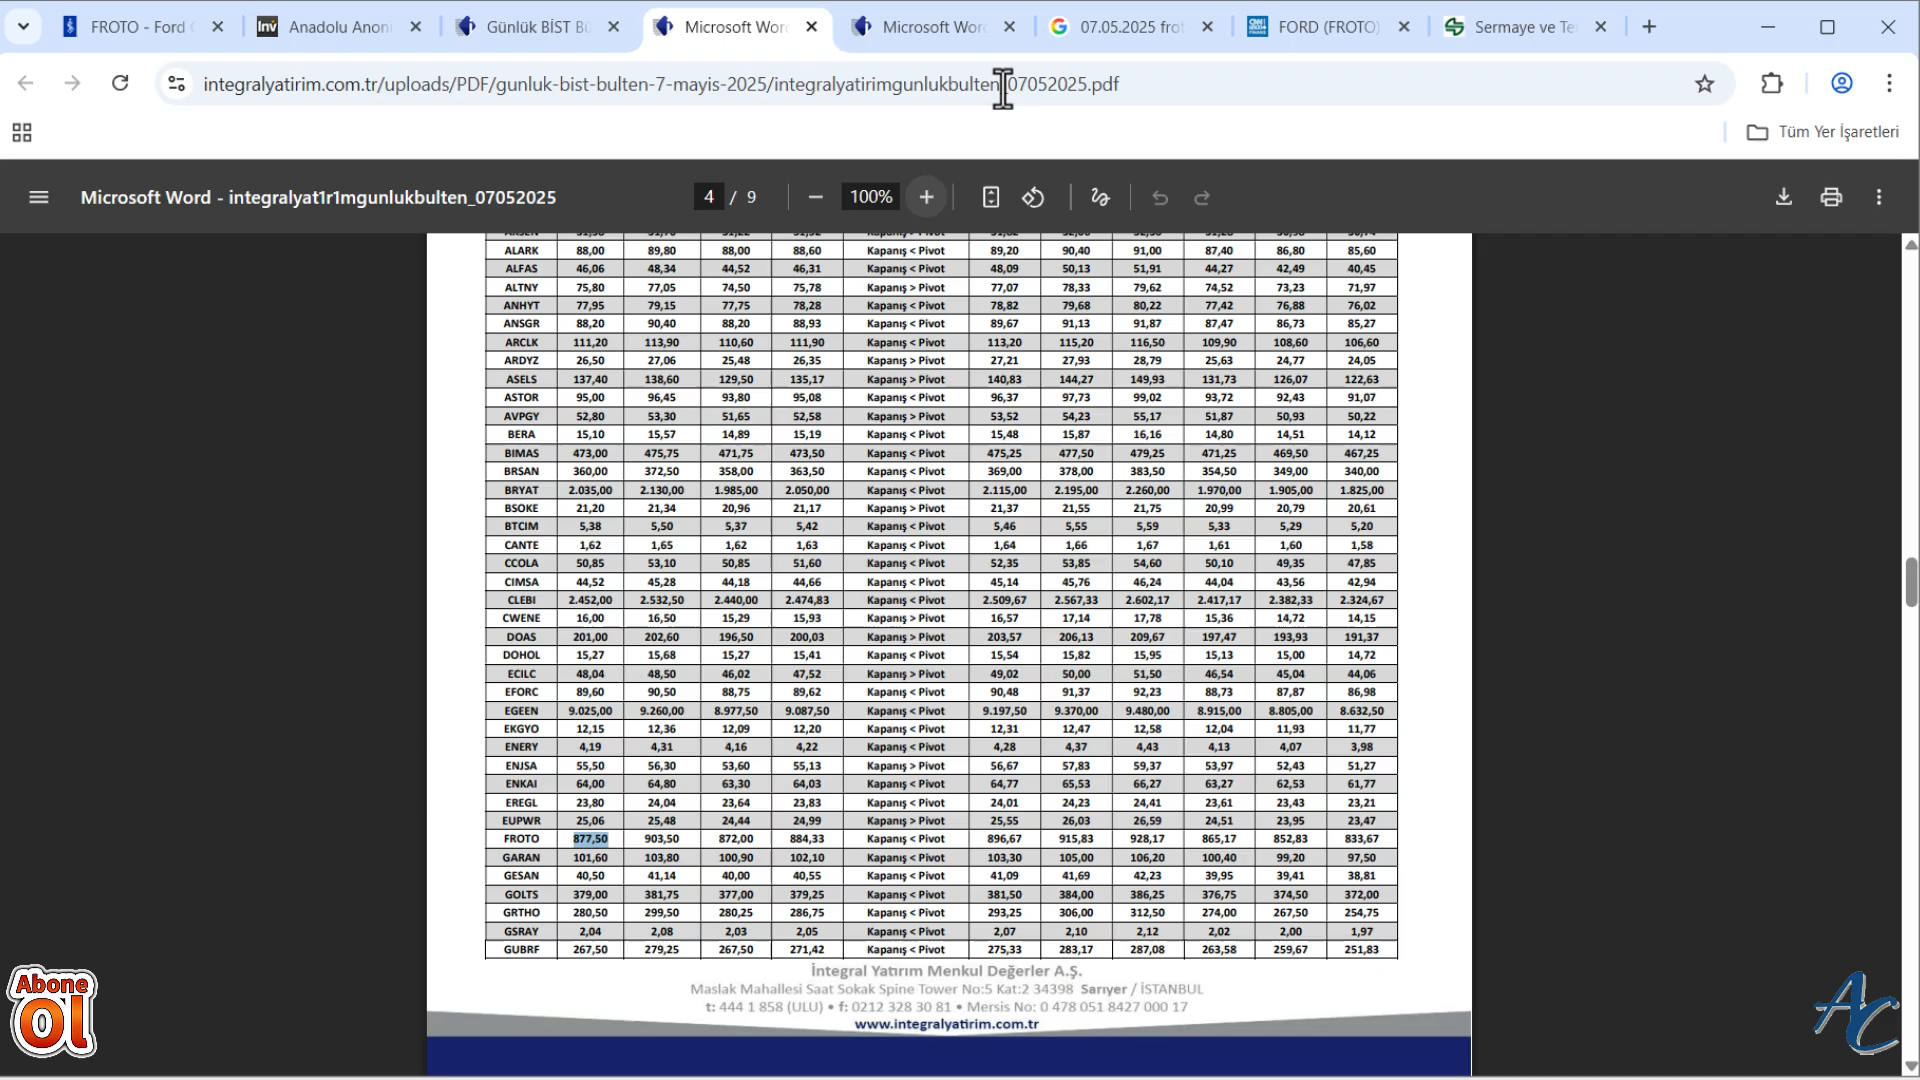 FROTO - Ford
Anadolu Anoni
Günlük BİST Bü
Microsoft Wor
Microsoft Wor
07.05.2025 fro
FORD (FROTO)
Sermaye ve Te
integralyatirim.com.tr/uploads/PDF/gunluk-bist-bulten-7-mayis-2025/integralyatirimgunlukbulten_07052025.pdf
Tüm Yer İşaretleri
Microsoft Word - integralyat1r1mgunlukbulten_07052025 4 / 9 100%
ALARK 88,00 89,80 88,00 88,60 Kapanış < Pivot 89,20 90,40 91,00 87,40 86,80 85,60
ALFAS 46,06 48,34 44,52 46,31 Kapanış < Pivot 48,09 50,13 51,91 44,27 42,49 40,45
ALTNY 75,80 77,05 74,50 75,78 Kapanış > Pivot 77,07 78,33 79,62 74,52 73,23 71,97
ANHYT 77,95 79,15 77,75 78,28 Kapanış < Pivot 78,82 79,68 80,22 77,42 76,88 76,02
ANSGR 88,20 90,40 88,20 88,93 Kapanış < Pivot 89,67 91,13 91,87 87,47 86,73 85,27
ARCLK 111,20 113,90 110,60 111,90 Kapanış < Pivot 113,20 115,20 116,50 109,90 108,60 106,60
ARDYZ 26,50 27,06 25,48 26,35 Kapanış > Pivot 27,21 27,93 28,79 25,63 24,77 24,05
ASELS 137,40 138,60 129,50 135,17 Kapanış > Pivot 140,83 144,27 149,93 131,73 126,07 122,63
ASTOR 95,00 96,45 93,80 95,08 Kapanış < Pivot 96,37 97,73 99,02 93,72 92,43 91,07
AVPGY 52,80 53,30 51,65 52,58 Kapanış > Pivot 53,52 54,23 55,17 51,87 50,93 50,22
BERA 15,10 15,57 14,89 15,19 Kapanış < Pivot 15,48 15,87 16,16 14,80 14,51 14,12
BIMAS 473,00 475,75 471,75 473,50 Kapanış < Pivot 475,25 477,50 479,25 471,25 469,50 467,25
BRSAN 360,00 372,50 358,00 363,50 Kapanış < Pivot 369,00 378,00 383,50 354,50 349,00 340,00
BRYAT 2.035,00 2.130,00 1.985,00 2.050,00 Kapanış < Pivot 2.115,00 2.195,00 2.260,00 1.970,00 1.905,00 1.825,00
BSOKE 21,20 21,34 20,96 21,17 Kapanış > Pivot 21,37 21,55 21,75 20,99 20,79 20,61
BTCIM 5,38 5,50 5,37 5,42 Kapanış < Pivot 5,46 5,55 5,59 5,33 5,29 5,20
CANTE 1,62 1,65 1,62 1,63 Kapanış < Pivot 1,64 1,66 1,67 1,61 1,60 1,58
CCOLA 50,85 53,10 50,85 51,60 Kapanış < Pivot 52,35 53,85 54,60 50,10 49,35 47,85
CIMSA 44,52 45,28 44,18 44,66 Kapanış < Pivot 45,14 45,76 46,24 44,04 43,56 42,94
CLEBI 2.452,00 2.532,50 2.440,00 2.474,83 Kapanış < Pivot 2.509,67 2.567,33 2.602,17 2.417,17 2.382,33 2.324,67
CWENE 16,00 16,50 15,29 15,93 Kapanış > Pivot 16,57 17,14 17,78 15,36 14,72 14,15
DOAS 201,00 202,60 196,50 200,03 Kapanış > Pivot 203,57 206,13 209,67 197,47 193,93 191,37
DOHOL 15,27 15,68 15,27 15,41 Kapanış < Pivot 15,54 15,82 15,95 15,13 15,00 14,72
ECILC 48,04 48,50 46,02 47,52 Kapanış > Pivot 49,02 50,00 51,50 46,54 45,04 44,06
EFORC 89,60 90,50 88,75 89,62 Kapanış < Pivot 90,48 91,37 92,23 88,73 87,87 86,98
EGEEN 9.025,00 9.260,00 8.977,50 9.087,50 Kapanış < Pivot 9.197,50 9.370,00 9.480,00 8.915,00 8.805,00 8.632,50
EKGYO 12,15 12,36 12,09 12,20 Kapanış < Pivot 12,31 12,47 12,58 12,04 11,93 11,77
ENERY 4,19 4,31 4,16 4,22 Kapanış < Pivot 4,28 4,37 4,43 4,13 4,07 3,98
ENJSA 55,50 56,30 53,60 55,13 Kapanış > Pivot 56,67 57,83 59,37 53,97 52,43 51,27
ENKAI 64,00 64,80 63,30 64,03 Kapanış < Pivot 64,77 65,53 66,27 63,27 62,53 61,77
EREGL 23,80 24,04 23,64 23,83 Kapanış < Pivot 24,01 24,23 24,41 23,61 23,43 23,21
EUPWR 25,06 25,48 24,44 24,99 Kapanış > Pivot 25,55 26,03 26,59 24,51 23,95 23,47
FROTO 877,50 903,50 872,00 884,33 Kapanış < Pivot 896,67 915,83 928,17 865,17 852,83 833,67
GARAN 101,60 103,80 100,90 102,10 Kapanış < Pivot 103,30 105,00 106,20 100,40 99,20 97,50
GESAN 40,50 41,14 40,00 40,55 Kapanış < Pivot 41,09 41,69 42,23 39,95 39,41 38,81
GOLTS 379,00 381,75 377,00 379,25 Kapanış < Pivot 381,50 384,00 386,25 376,75 374,50 372,00
GRTHO 280,50 299,50 280,25 286,75 Kapanış < Pivot 293,25 306,00 312,50 274,00 267,50 254,75
GSRAY 2,04 2,08 2,03 2,05 Kapanış < Pivot 2,07 2,10 2,12 2,02 2,00 1,97
GUBRF 267,50 279,25 267,50 271,42 Kapanış < Pivot 275,33 283,17 287,08 263,58 259,67 251,83
İntegral Yatırım Menkul Değerler A.Ş.
Maslak Mahallesi Saat Sokak Spine Tower No:5 Kat:2 34398 Sarıyer / İSTANBUL
t: 444 1 858 (ULU) • f: 0212 328 30 81 • Mersis No: 0 478 051 8427 000 17
www.integralyatirim.com.tr
Abone
Ol
AC